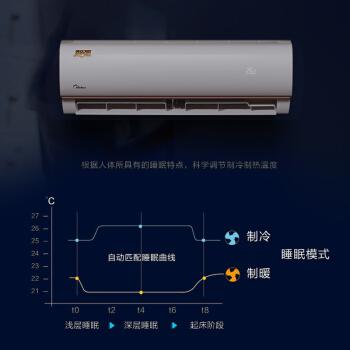 Midea
根据人体所具有的睡眠特点，科学调节制冷制热温度
℃
27
26
25
24
23
22
21
自动匹配睡眠曲线
制冷
制暖
睡眠模式
t0 t2 t4 t6 t8
浅层睡眠 深层睡眠 起床阶段